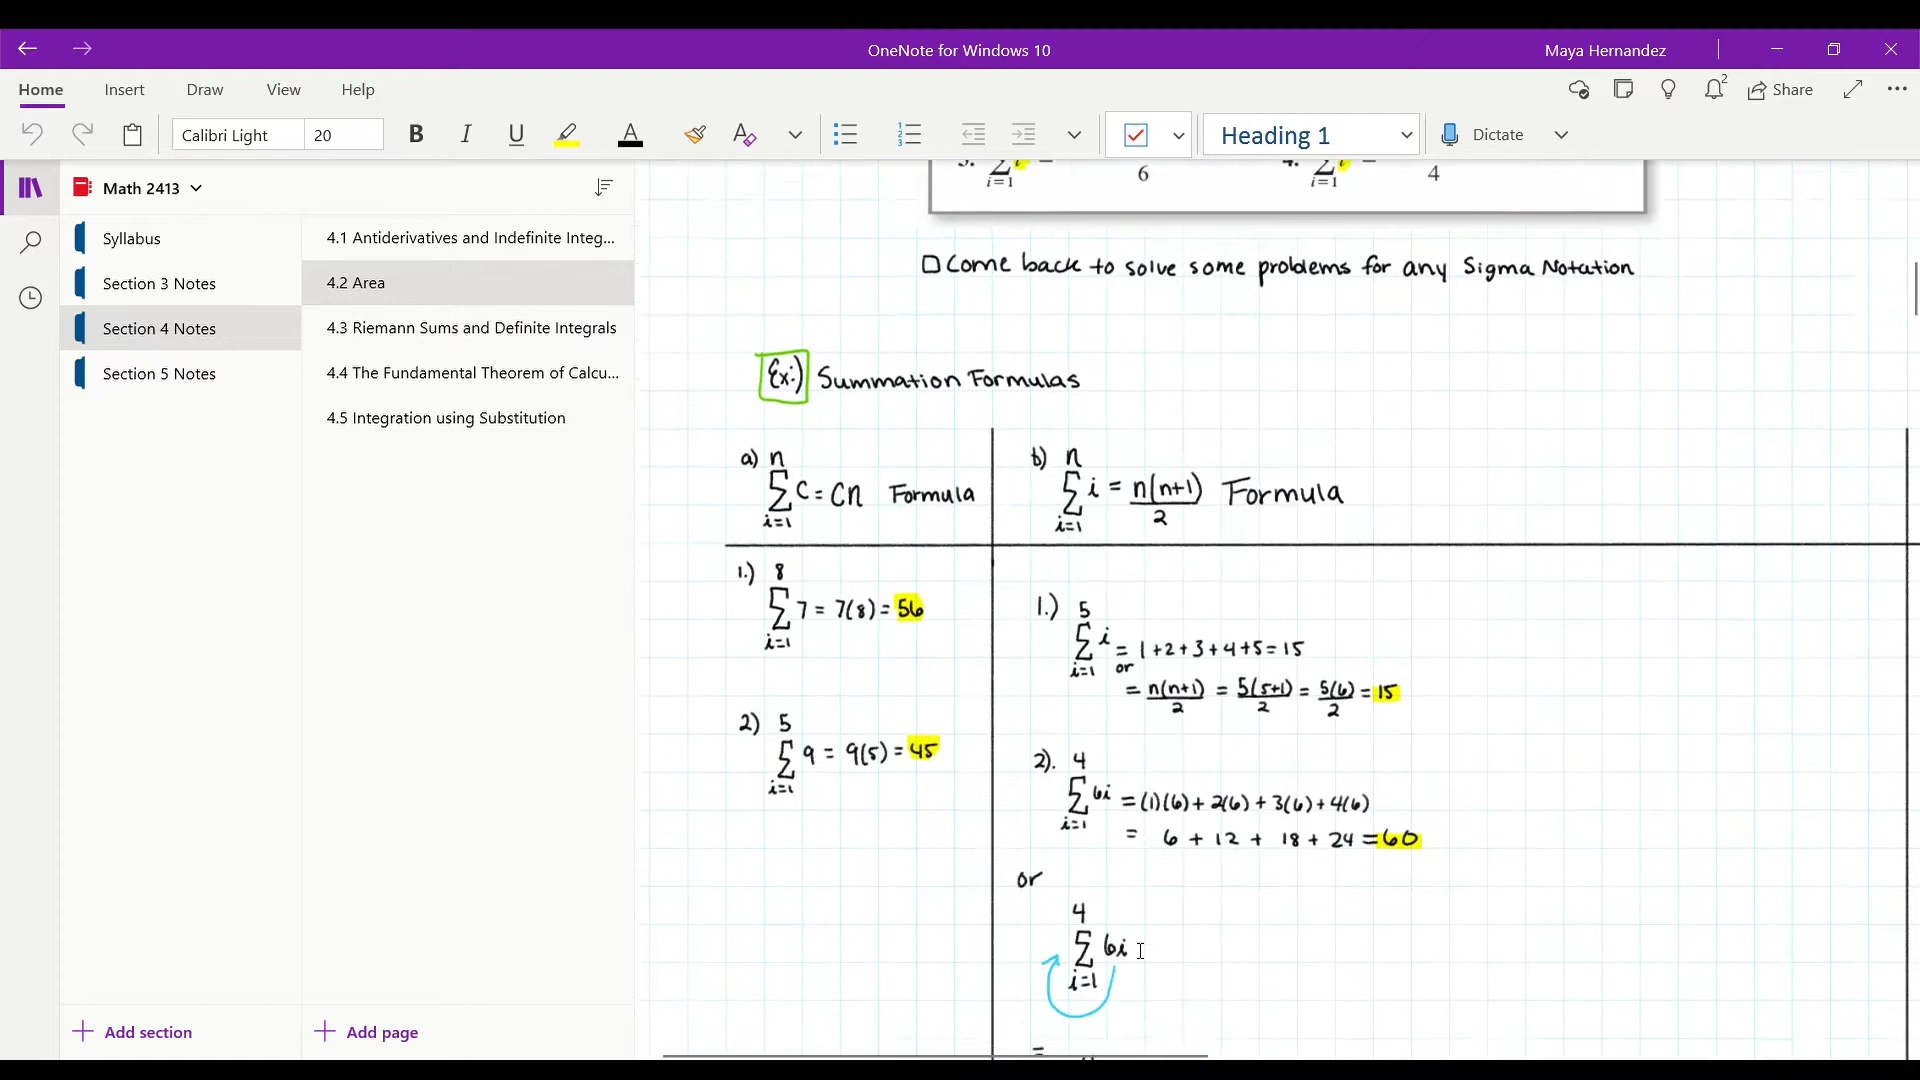 OneNote for Windows 10
Maya Hernandez
Home Insert Draw View Help
2
Share
Calibri Light 20 B I U A Heading 1 Dictate
Math 2413
Syllabus
Section 3 Notes
Section 4 Notes
Section 5 Notes
4.1 Antiderivatives and Indefinite Integ...
4.2 Area
4.3 Riemann Sums and Definite Integrals
4.4 The Fundamental Theorem of Calcu...
4.5 Integration using Substitution
Add section
Add page
i=1 6 i=1 4
Come back to solve some problems for any Sigma Notation
Ex:) Summation Formulas
a) n
∑ C = Cn Formula
i=1
b) n
∑ i = n(n+1)/2 Formula
i=1
1.) 8
∑ 7 = 7(8) = 56
i=1
2) 5
∑ 9 = 9(5) = 45
i=1
1.) 5
∑ i = 1+2+3+4+5=15
i=1 or
= n(n+1)/2 = 5(5+1)/2 = 5(6)/2 = 15
2). 4
∑ 6i = (1)(6)+2(6)+3(6)+4(6)
i=1
= 6 + 12 + 18 + 24 = 60
or
4
∑ 6i
i=1
=